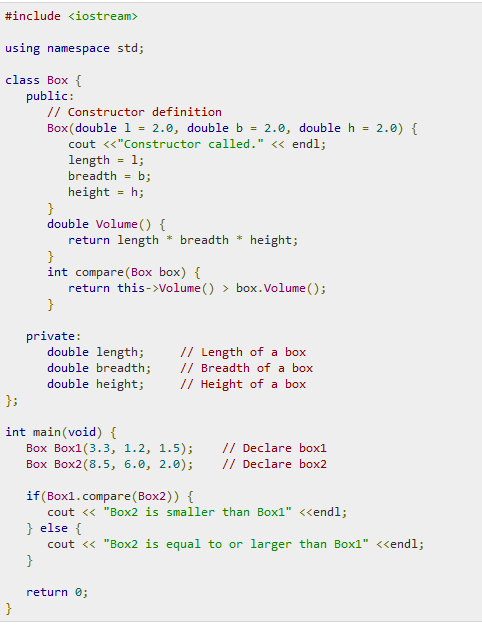 #include <iostream>
using namespace std;
class Box {
public:
// Constructor definition
Box(double l = 2.0, double b = 2.0, double h = 2.0) {
cout <<"Constructor called." << endl;
length = l;
breadth = b;
height = h;
}
double Volume() {
return length * breadth * height;
}
int compare(Box box) {
return this->Volume() > box.Volume();
}
private:
double length;     // Length of a box
double breadth;    // Breadth of a box
double height;     // Height of a box
};
int main(void) {
Box Box1(3.3, 1.2, 1.5);    // Declare box1
Box Box2(8.5, 6.0, 2.0);    // Declare box2
if(Box1.compare(Box2)) {
cout << "Box2 is smaller than Box1" <<endl;
} else {
cout << "Box2 is equal to or larger than Box1" <<endl;
}
return 0;
}